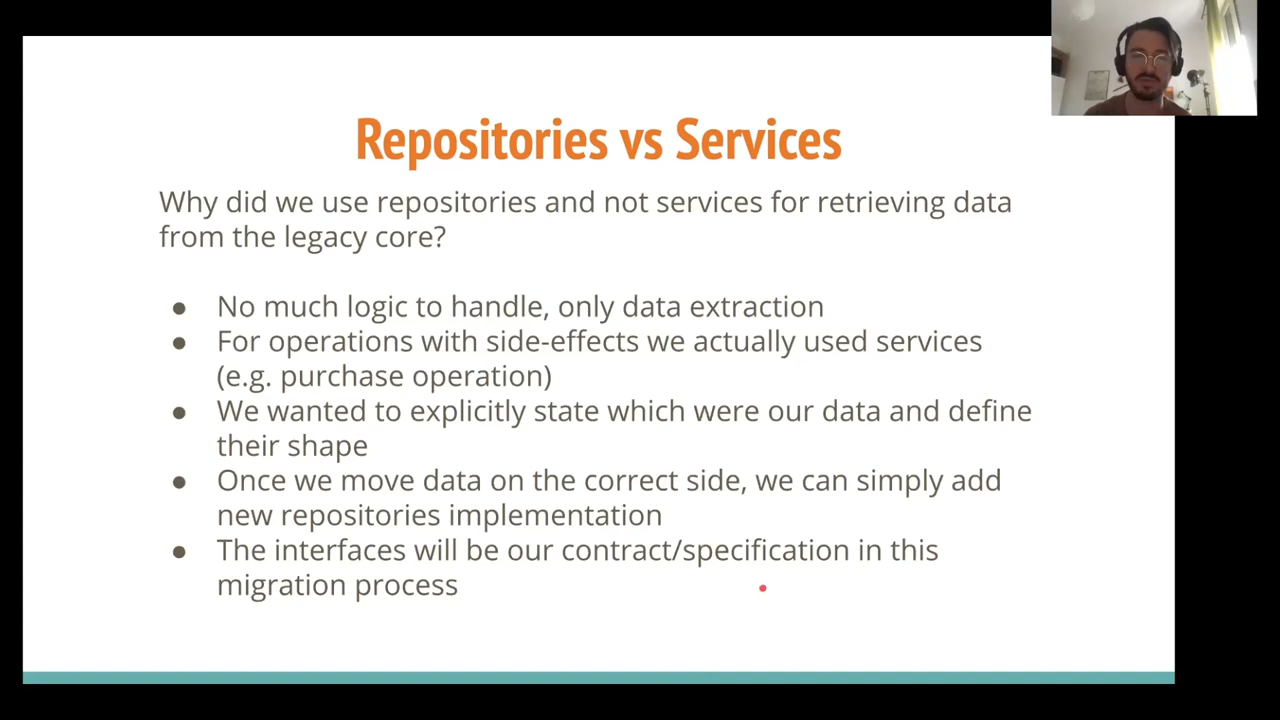 Repositories vs Services
Why did we use repositories and not services for retrieving data
from the legacy core?
● No much logic to handle, only data extraction
● For operations with side-effects we actually used services
(e.g. purchase operation)
● We wanted to explicitly state which were our data and define
their shape
● Once we move data on the correct side, we can simply add
new repositories implementation
● The interfaces will be our contract/specification in this
migration process